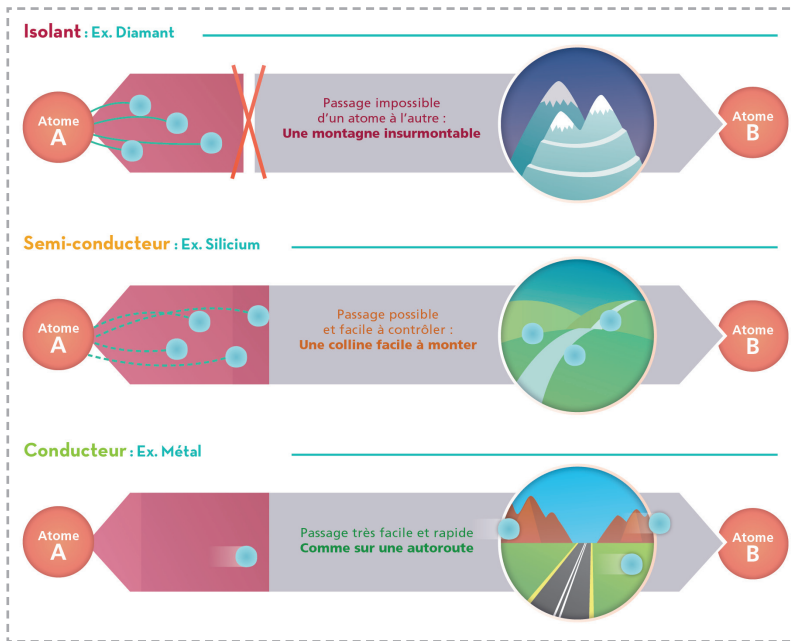 Isolant : Ex. Diamant
Atome
A
Passage impossible
d'un atome à l'autre :
Une montagne insurmontable
Atome
B
Semi-conducteur : Ex. Silicium
Atome
A
Passage possible
et facile à contrôler :
Une colline facile à monter
Atome
B
Conducteur : Ex. Métal
Atome
A
Passage très facile et rapide
Comme sur une autoroute
Atome
B